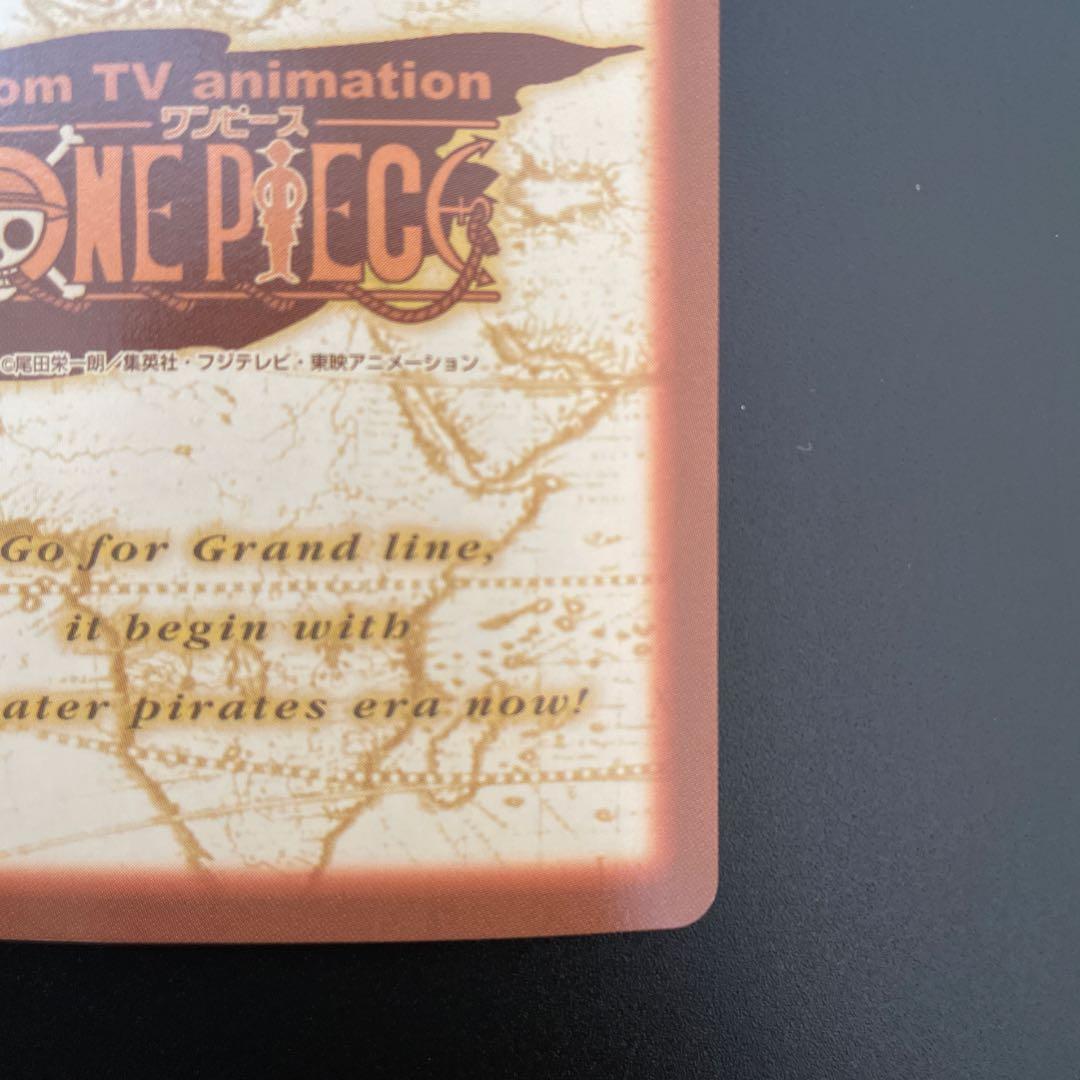 om TV animation
ワンピース
ONE PIECE
©尾田栄一朗／集英社・フジテレビ・東映アニメーション
Go for Grand line,
it begin with
ater pirates era now!